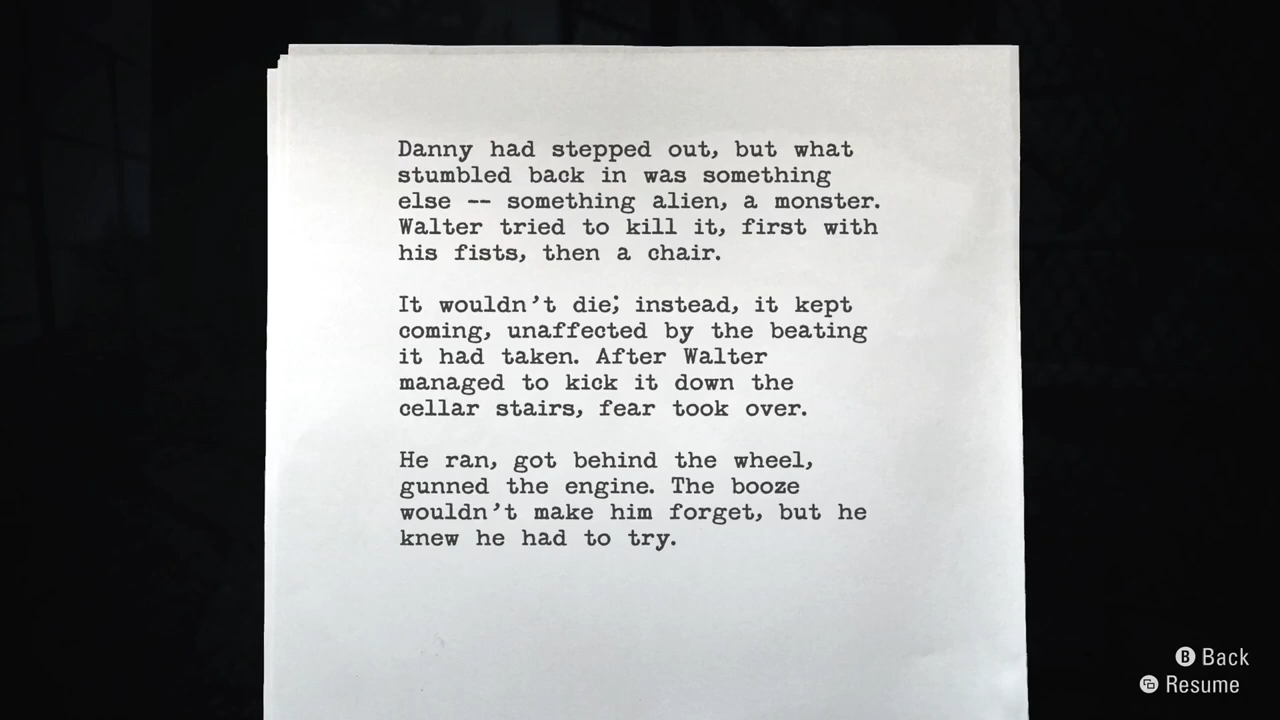 Danny had stepped out, but what
stumbled back in was something
else -- something alien, a monster.
Walter tried to kill it, first with
his fists, then a chair.
It wouldn't die; instead, it kept
coming, unaffected by the beating
it had taken. After Walter
managed to kick it down the
cellar stairs, fear took over.
He ran, got behind the wheel,
gunned the engine. The booze
wouldn't make him forget, but he
knew he had to try.
B Back
Resume